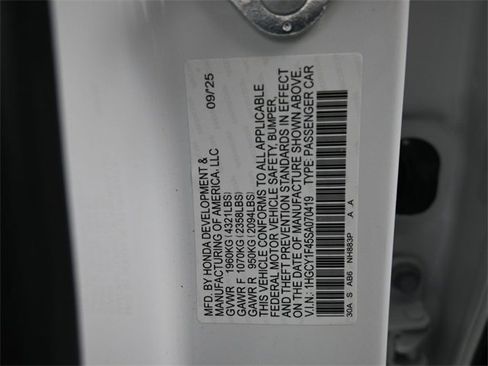 MFD. BY HONDA DEVELOPMENT & 09/25
MANUFACTURING OF AMERICA, LLC
GVWR 1960KG (4321LBS)
GAWR F 1070KG (2358LBS)
GAWR R 950KG (2094LBS)
THIS VEHICLE CONFORMS TO ALL APPLICABLE
FEDERAL MOTOR VEHICLE SAFETY, BUMPER,
AND THEFT PREVENTION STANDARDS IN EFFECT
ON THE DATE OF MANUFACTURE SHOWN ABOVE.
V.I.N.: 1HGCY1F45SA070419 TYPE: PASSENGER CAR
30A S AB6 NH883P A A